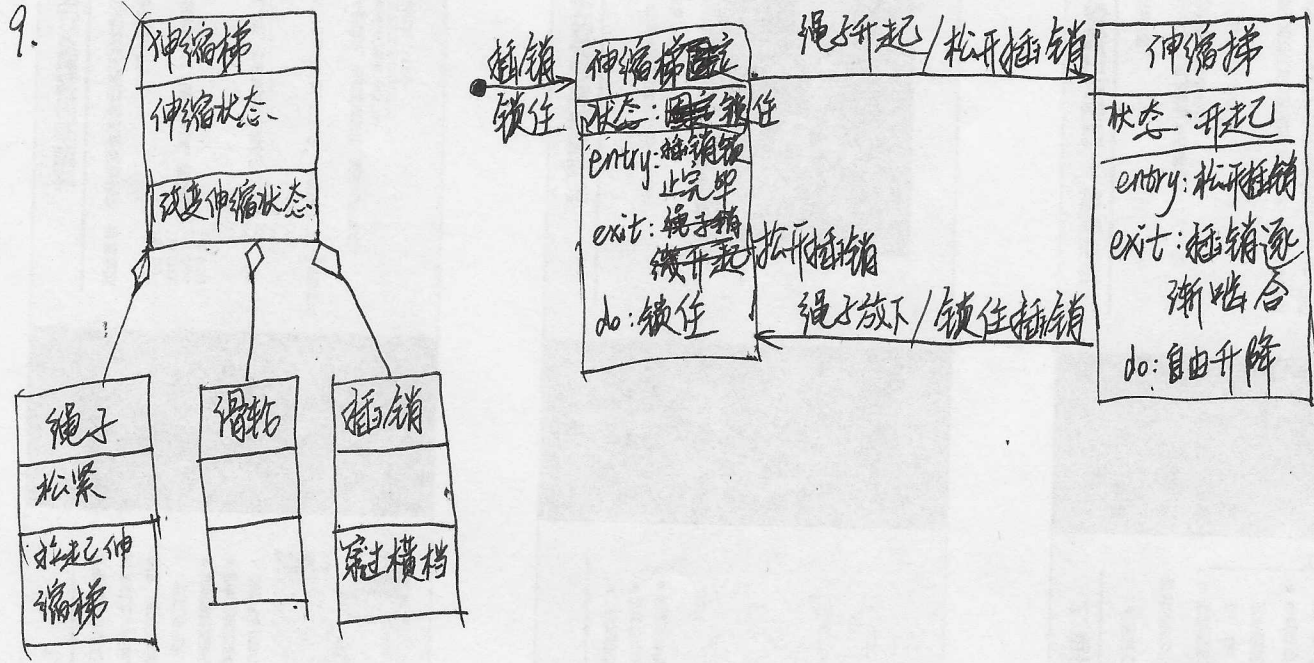 9.
伸缩梯
伸缩状态
改变伸缩状态
绳子
松紧
拉起伸
缩梯
滑轮
插销
穿过横档
插销
锁住
伸缩梯
状态:锁住
entry:插销锁
止完毕
exit:
松开插销
do:锁住
绳子升起/松开插销
绳子放下/锁住插销
伸缩梯
状态:升起
entry:松开插销
exit:插销逐
渐啮合
do:自由升降